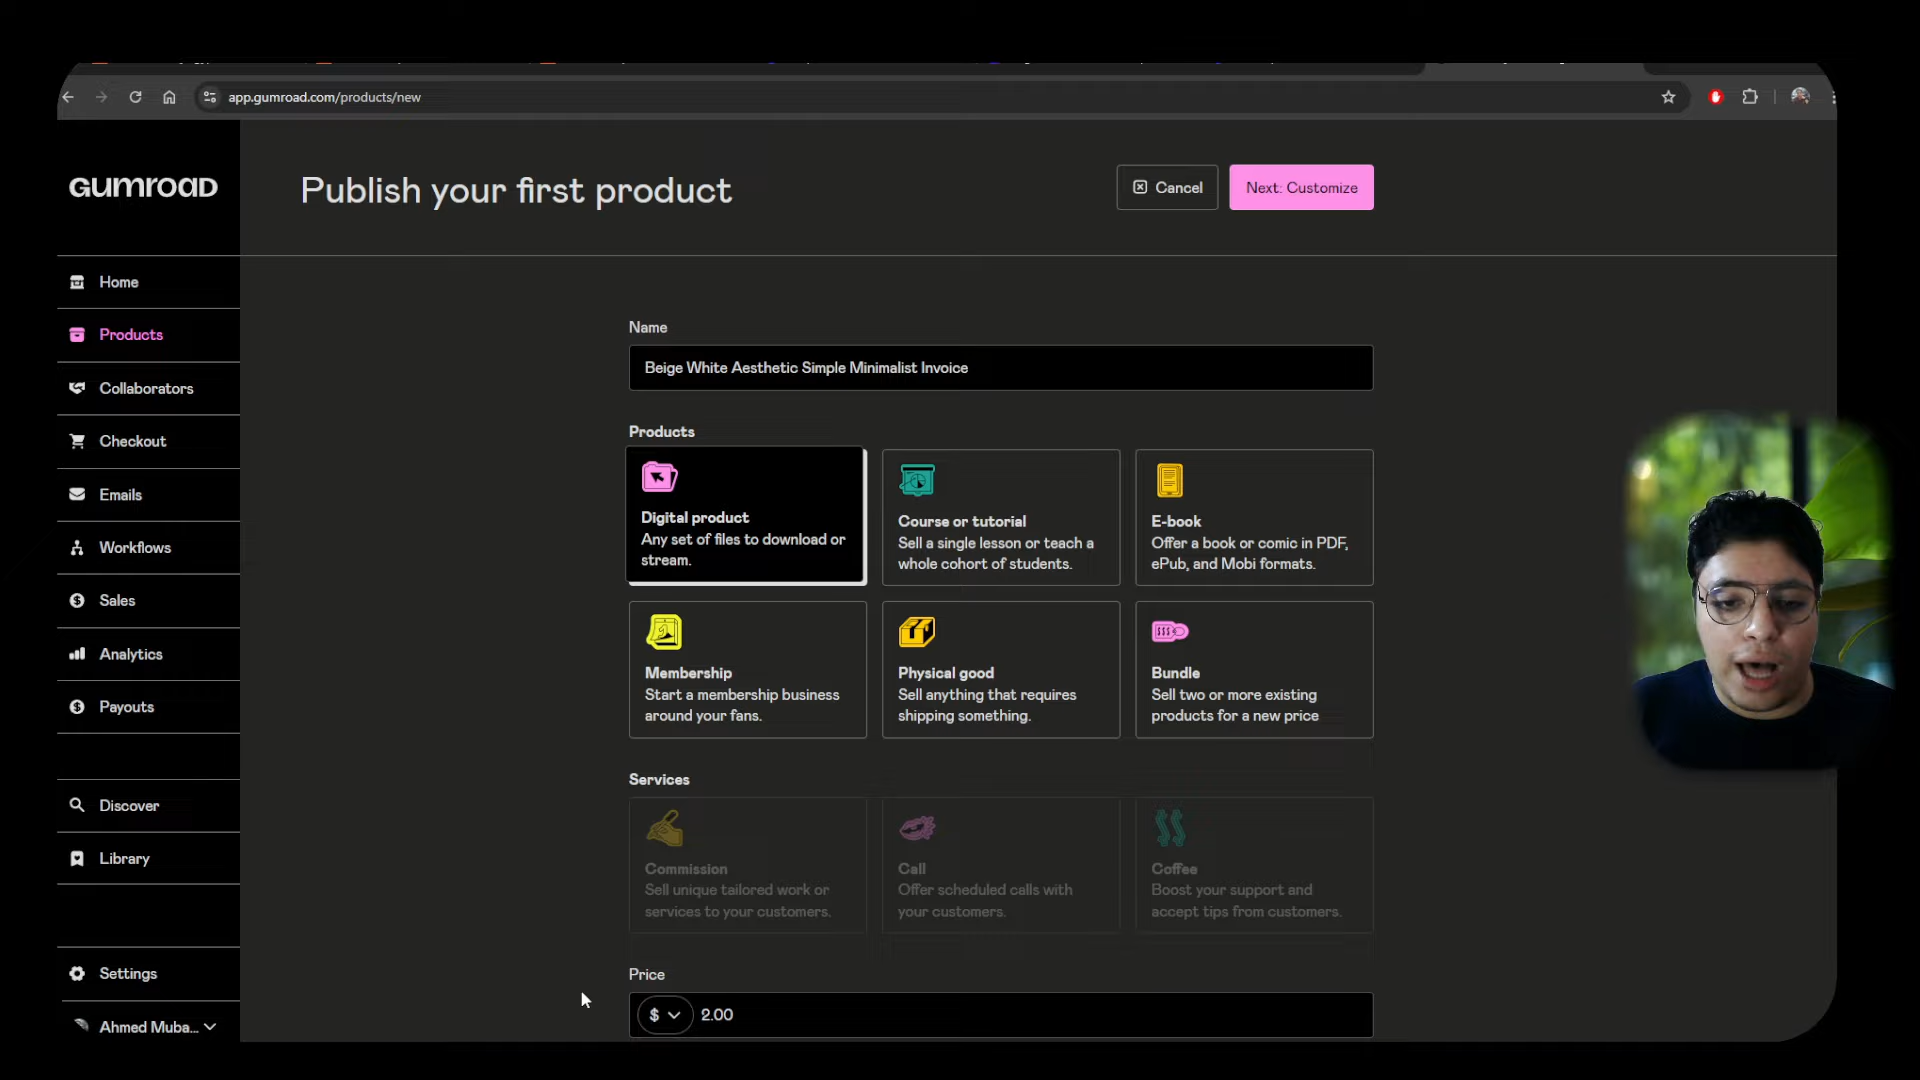 app.gumroad.com/products/new
GUMROAD
Publish your first product
Cancel
Next: Customize
Home
Products
Collaborators
Checkout
Emails
Workflows
Sales
Analytics
Payouts
Discover
Library
Settings
Ahmed Muba...
Name
Beige White Aesthetic Simple Minimalist Invoice
Products
Digital product
Any set of files to download or
stream.
Course or tutorial
Sell a single lesson or teach a
whole cohort of students.
E-book
Offer a book or comic in PDF,
ePub, and Mobi formats.
Membership
Start a membership business
around your fans.
Physical good
Sell anything that requires
shipping something.
Bundle
Sell two or more existing
products for a new price
Services
Commission
Sell unique tailored work or
services to your customers.
Call
Offer scheduled calls with
your customers.
Coffee
Boost your support and
accept tips from customers.
Price
$ 2.00